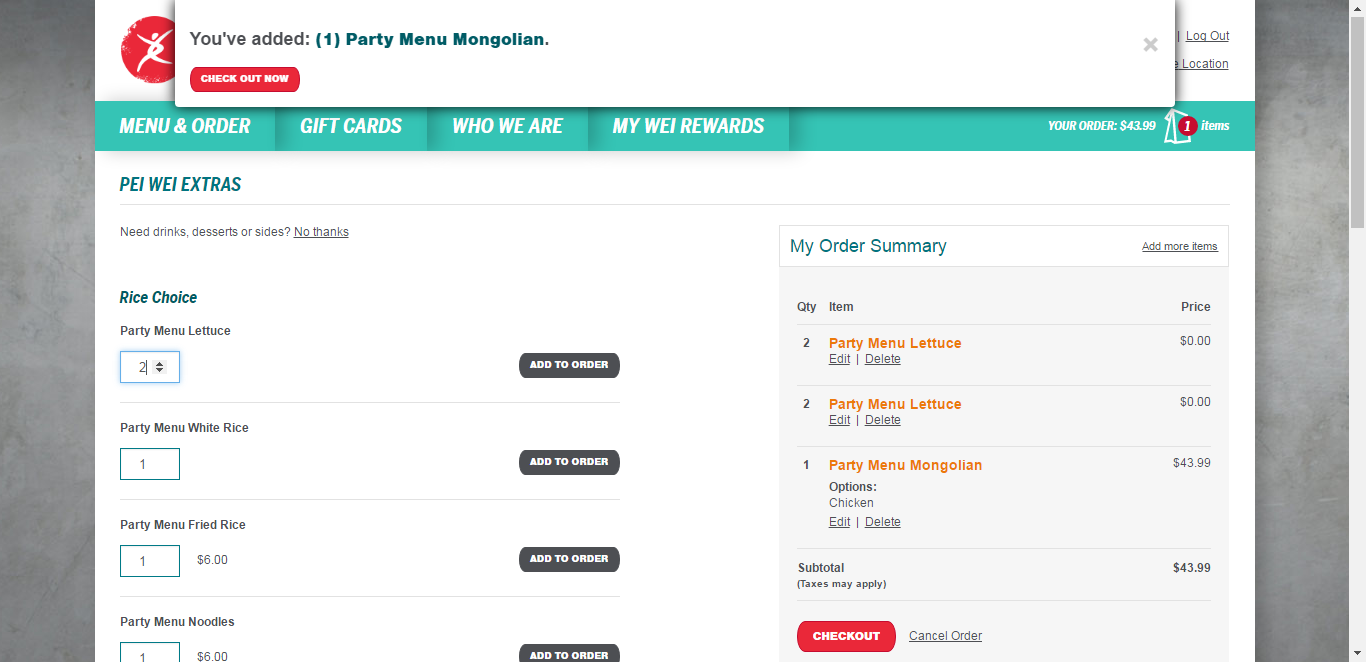 You've added: (1) Party Menu Mongolian.
CHECK OUT NOW
| Log Out
e Location
MENU & ORDER
GIFT CARDS
WHO WE ARE
MY WEI REWARDS
YOUR ORDER: $43.99 1 items
PEI WEI EXTRAS
Need drinks, desserts or sides? No thanks
Rice Choice
Party Menu Lettuce
2
ADD TO ORDER
Party Menu White Rice
1
ADD TO ORDER
Party Menu Fried Rice
1 $6.00
ADD TO ORDER
Party Menu Noodles
1 $6.00
ADD TO ORDER
My Order Summary
Add more items
Qty Item Price
2 Party Menu Lettuce $0.00
Edit | Delete
2 Party Menu Lettuce $0.00
Edit | Delete
1 Party Menu Mongolian $43.99
Options:
Chicken
Edit | Delete
Subtotal $43.99
(Taxes may apply)
CHECKOUT Cancel Order